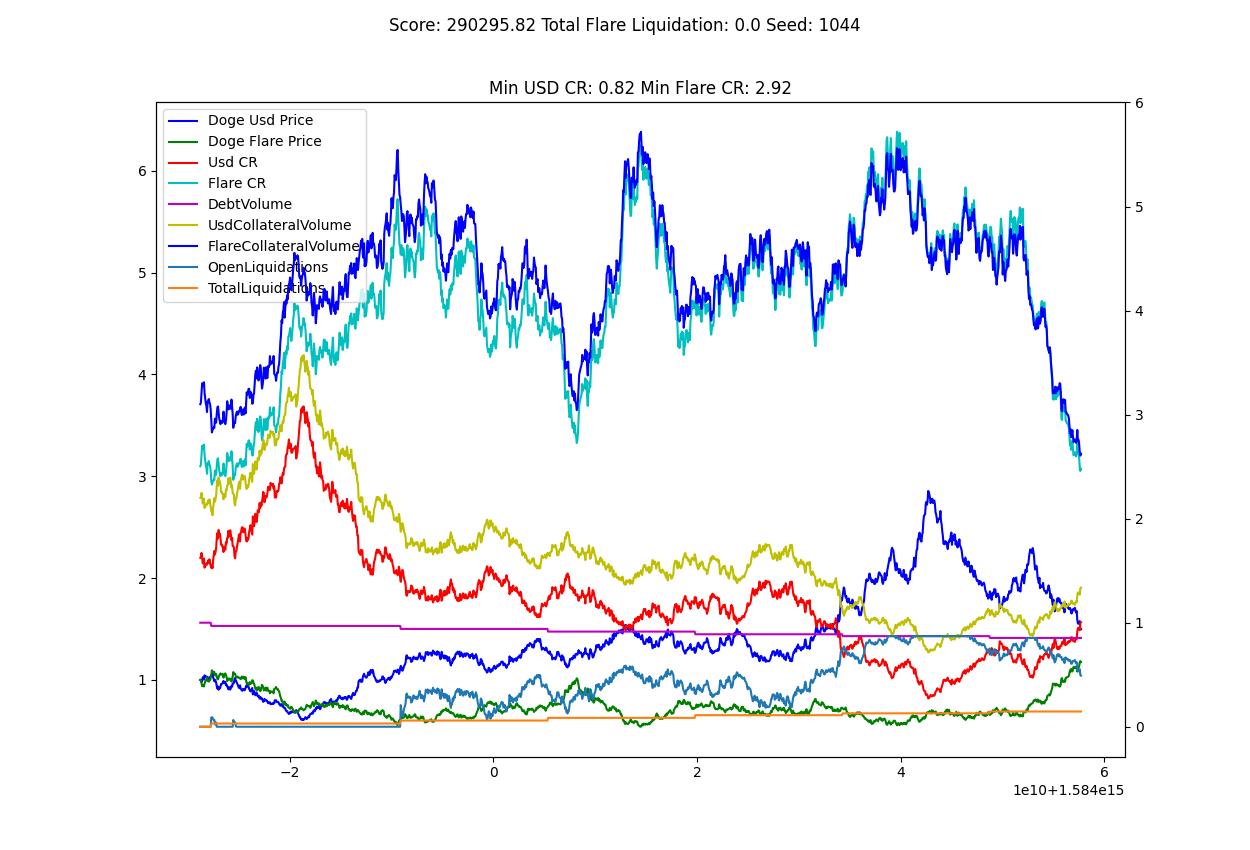 Score: 290295.82 Total Flare Liquidation: 0.0 Seed: 1044
Min USD CR: 0.82 Min Flare CR: 2.92
Doge Usd Price
Doge Flare Price
Usd CR
Flare CR
DebtVolume
UsdCollateralVolume
FlareCollateralVolume
OpenLiquidations
TotalLiquidations
6
5
4
3
2
1
6
5
4
3
2
1
0
−2
0
2
4
6
1e10+1.584e15